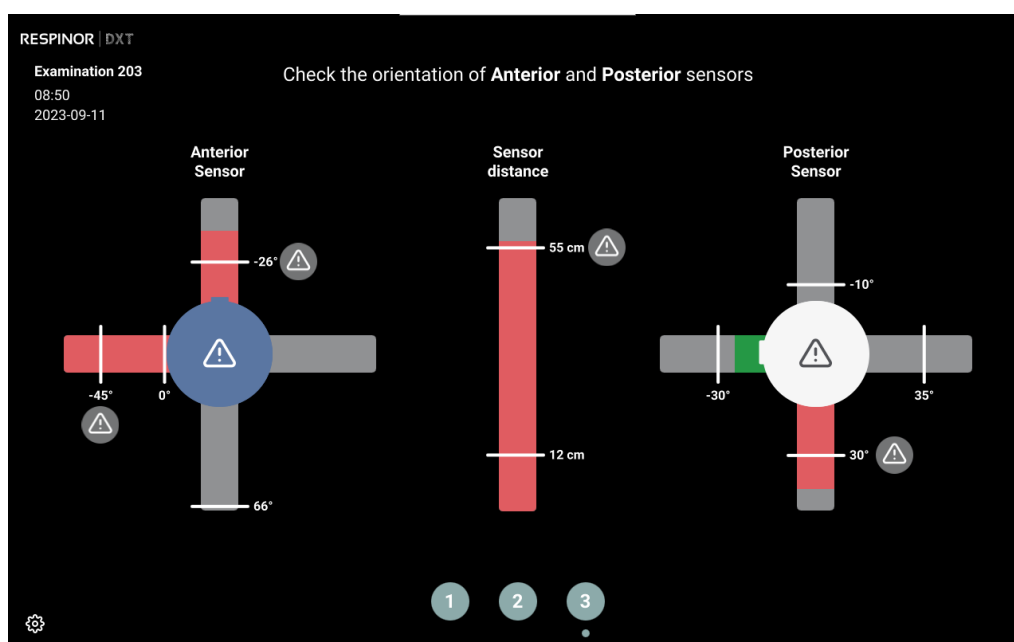 RESPINOR | DXT
Examination 203
08:50
2023-09-11
Check the orientation of Anterior and Posterior sensors
Anterior
Sensor
-26°
-45°
0°
66°
Sensor
distance
55 cm
12 cm
Posterior
Sensor
-10°
-30°
35°
30°
1
2
3